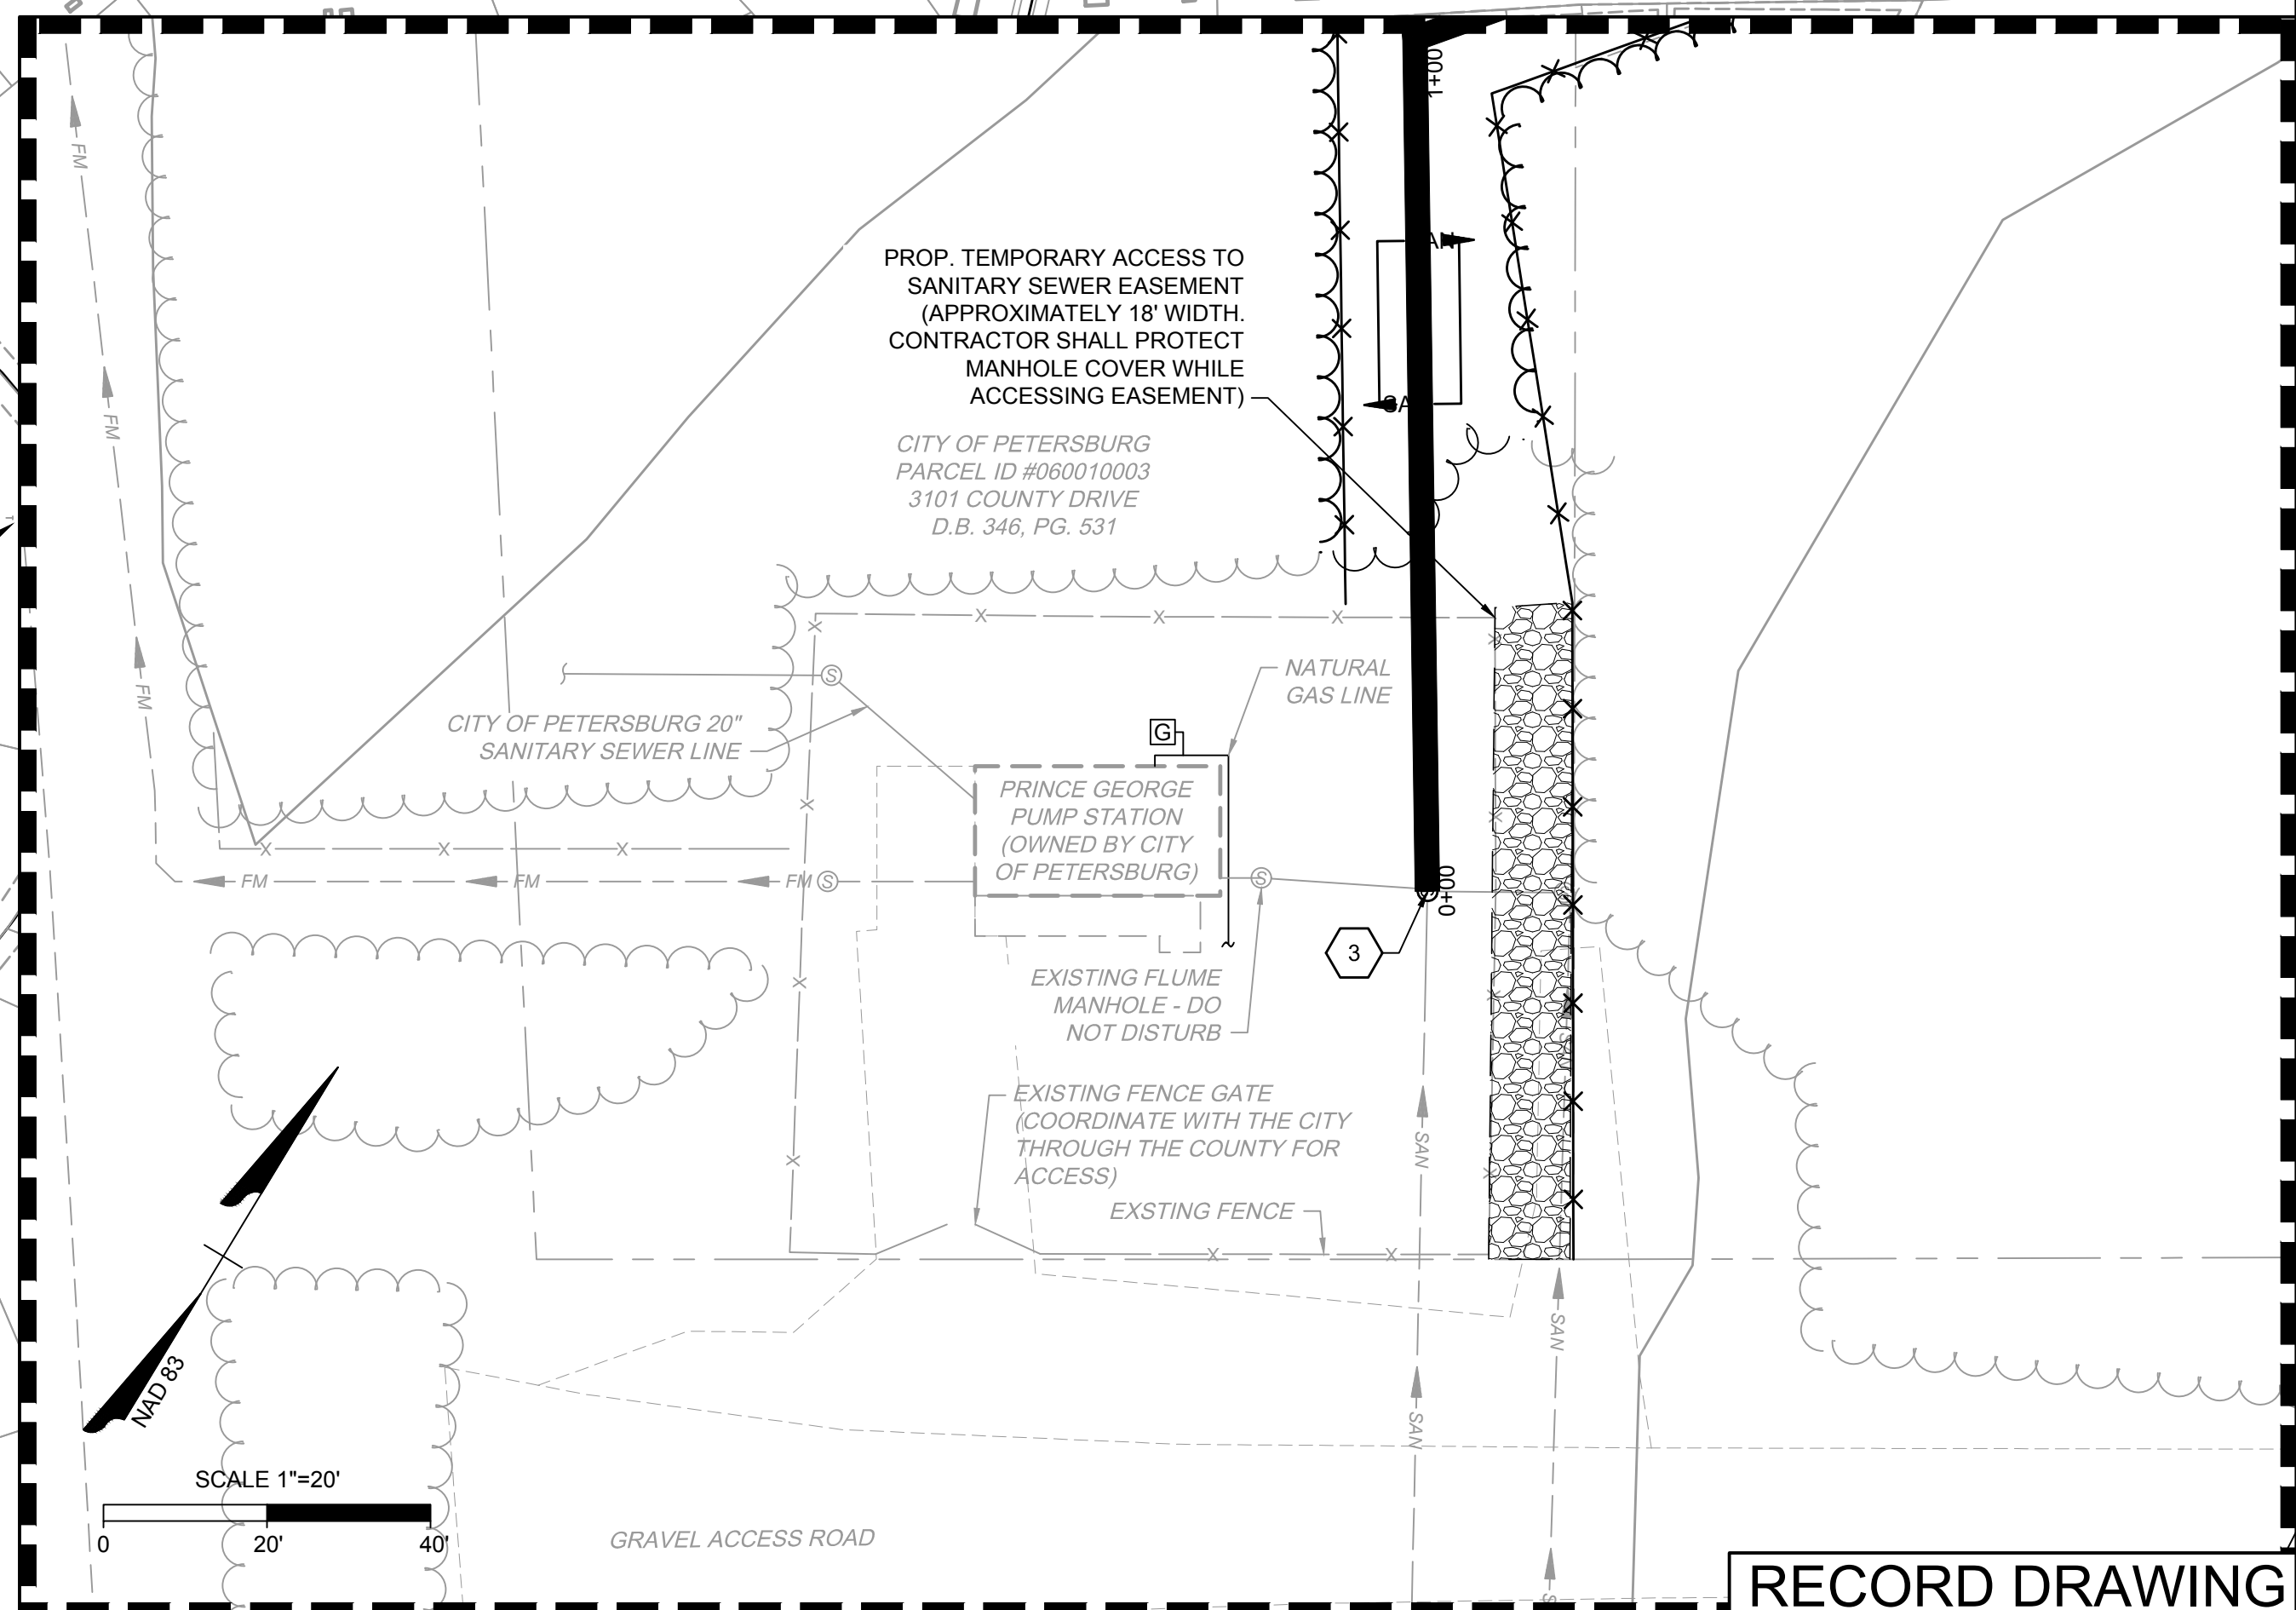 1+00
PROP. TEMPORARY ACCESS TO
SANITARY SEWER EASEMENT
(APPROXIMATELY 18' WIDTH.
CONTRACTOR SHALL PROTECT
MANHOLE COVER WHILE
ACCESSING EASEMENT)
CITY OF PETERSBURG
PARCEL ID #060010003
3101 COUNTY DRIVE
D.B. 346, PG. 531
FM
FM
FM
X
X
X
X
S
NATURAL
GAS LINE
CITY OF PETERSBURG 20"
SANITARY SEWER LINE
G
PRINCE GEORGE
PUMP STATION
(OWNED BY CITY
OF PETERSBURG)
X
X
X
X
FM
FM
FM
S
S
0+00
3
X
EXISTING FLUME
MANHOLE - DO
NOT DISTURB
EXISTING FENCE GATE
(COORDINATE WITH THE CITY
THROUGH THE COUNTY FOR
ACCESS)
SAN
X
EXSTING FENCE
X
X
SAN
SAN
NAD 83
SCALE 1"=20'
0
20'
40'
GRAVEL ACCESS ROAD
RECORD DRAWING